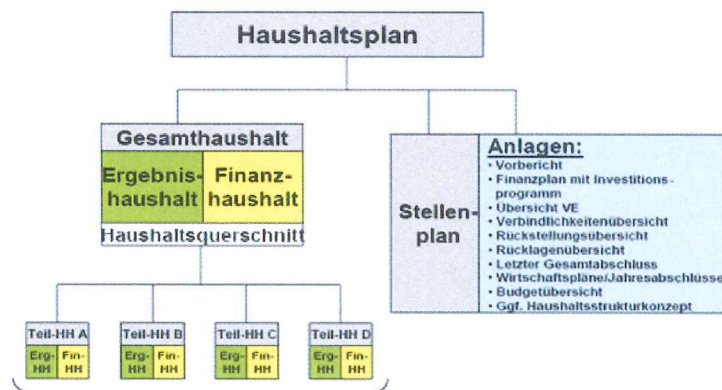 Haushaltsplan
Gesamthaushalt
Ergebnis-
haushalt
Finanz-
haushalt
Haushaltsquerschnitt
Teil-HH A
Erg-
HH
Fin-
HH
Teil-HH B
Erg-
HH
Fin-
HH
Teil-HH C
Erg-
HH
Fin-
HH
Teil-HH D
Erg-
HH
Fin-
HH
Stellen-
plan
Anlagen:
• Vorbericht
• Finanzplan mit Investitions-
programm
• Übersicht VE
• Verbindlichkeitenübersicht
• Rückstellungsübersicht
• Rücklagenübersicht
• Letzter Gesamtabschluss
• Wirtschaftspläne/Jahresabschlüsse
• Budgetübersicht
• Ggf. Haushaltsstrukturkonzept